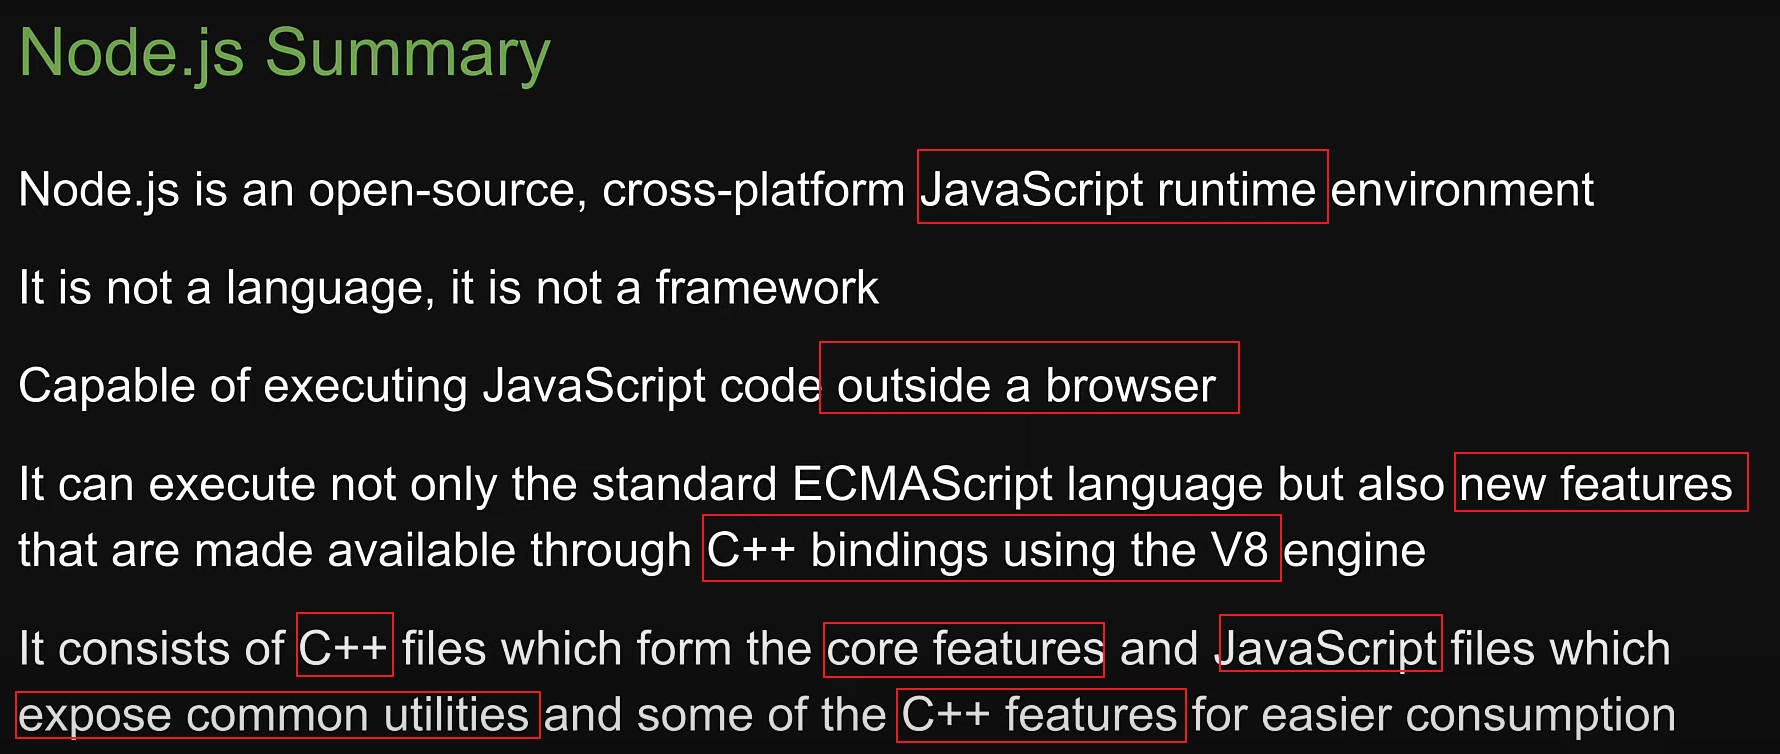 Node.js Summary
Node.js is an open-source, cross-platform JavaScript runtime environment
It is not a language, it is not a framework
Capable of executing JavaScript code outside a browser
It can execute not only the standard ECMAScript language but also new features
that are made available through C++ bindings using the V8 engine
It consists of C++ files which form the core features and JavaScript files which
expose common utilities and some of the C++ features for easier consumption